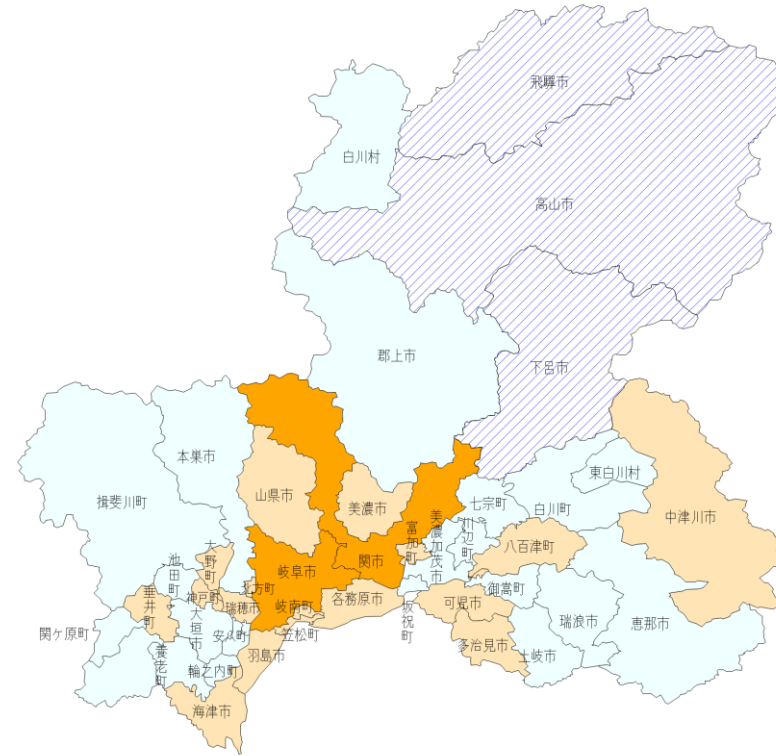 飛騨市
白川村
高山市
郡上市
下呂市
本巣市
東白川村
揖斐川町
山県市
美濃市
七宗町
白川町
中津川市
富加町
美濃加茂市
川辺町
八百津町
大野町
池田町
岐阜市
関市
北方町
御嵩町
垂井町
神戸町
瑞穂市
岐南町
各務原市
坂祝町
可児市
大垣市
瑞浪市
恵那市
関ケ原町
安八町
笠松町
多治見市
土岐市
養老町
輪之内町
羽島市
海津市